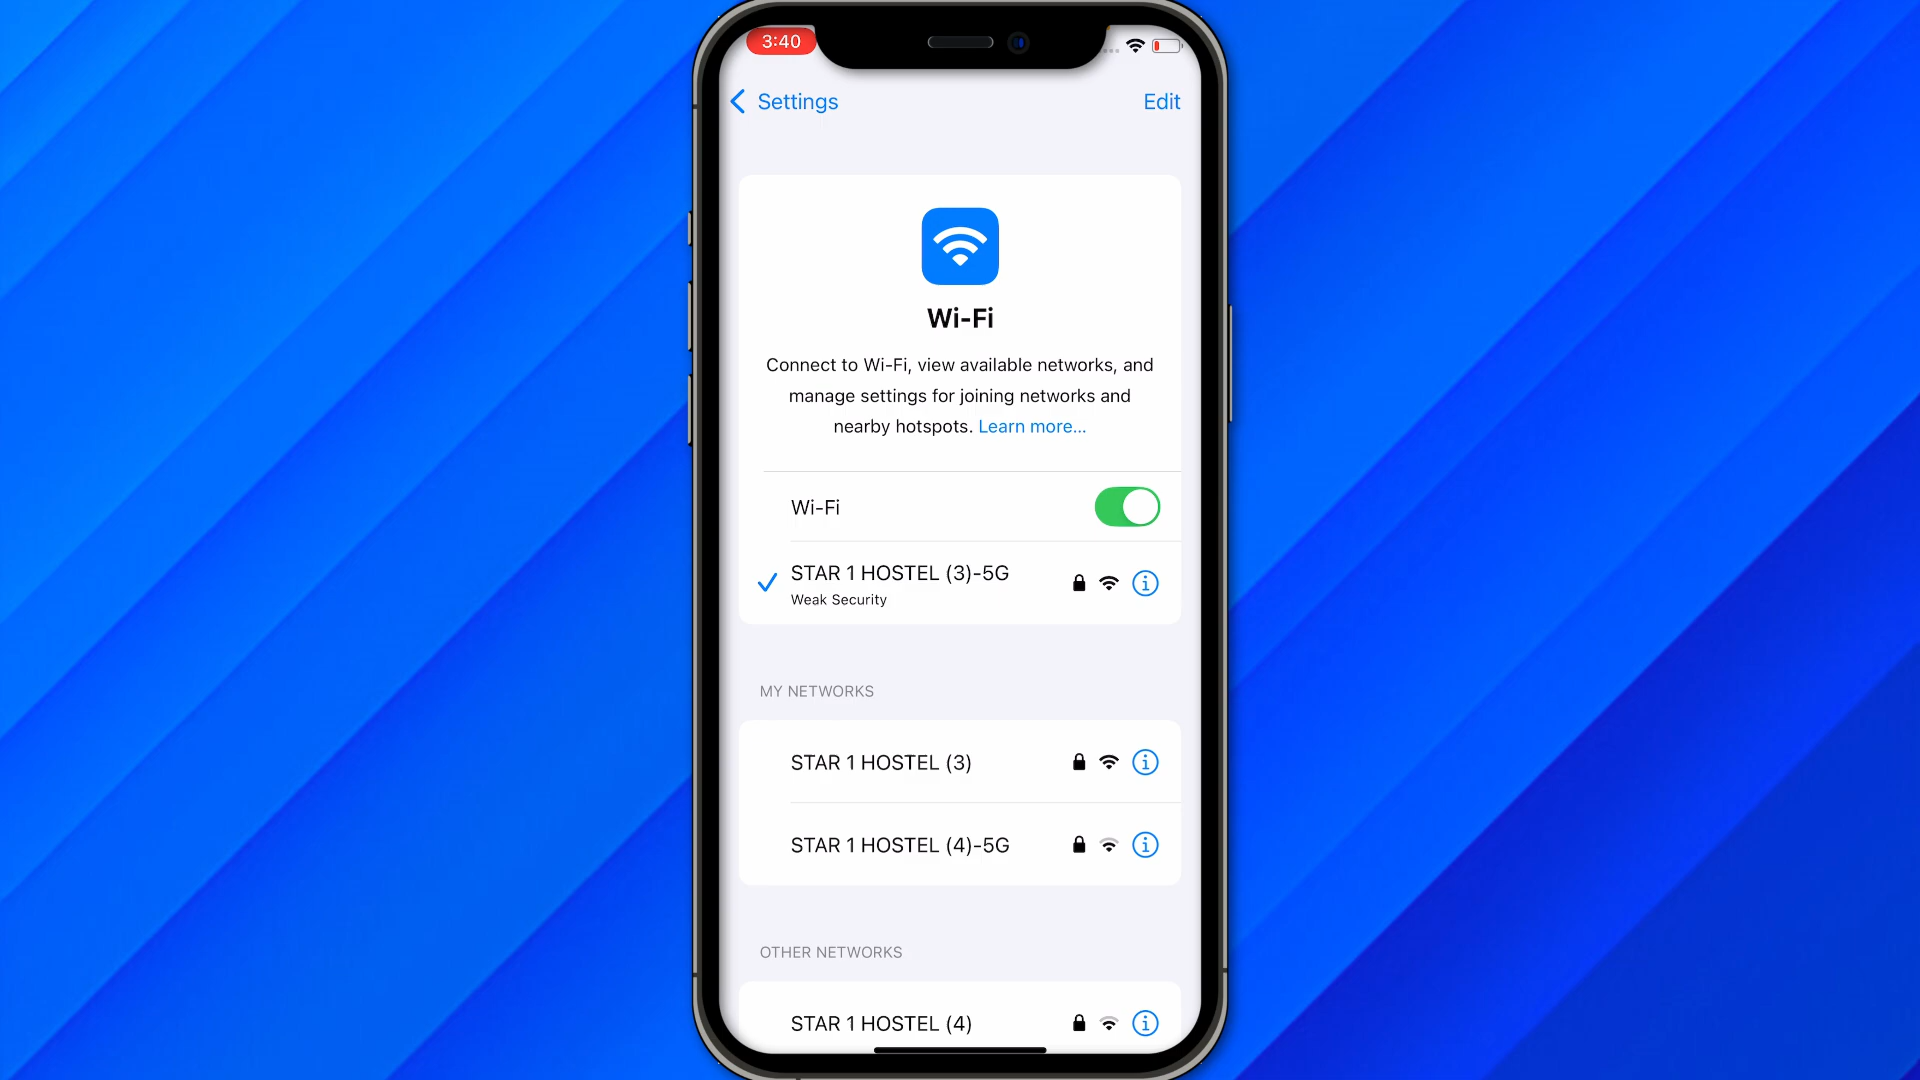 3:40
Settings
Edit
Wi-Fi
Connect to Wi-Fi, view available networks, and
manage settings for joining networks and
nearby hotspots. Learn more...
Wi-Fi
STAR 1 HOSTEL (3)-5G
Weak Security
MY NETWORKS
STAR 1 HOSTEL (3)
STAR 1 HOSTEL (4)-5G
OTHER NETWORKS
STAR 1 HOSTEL (4)